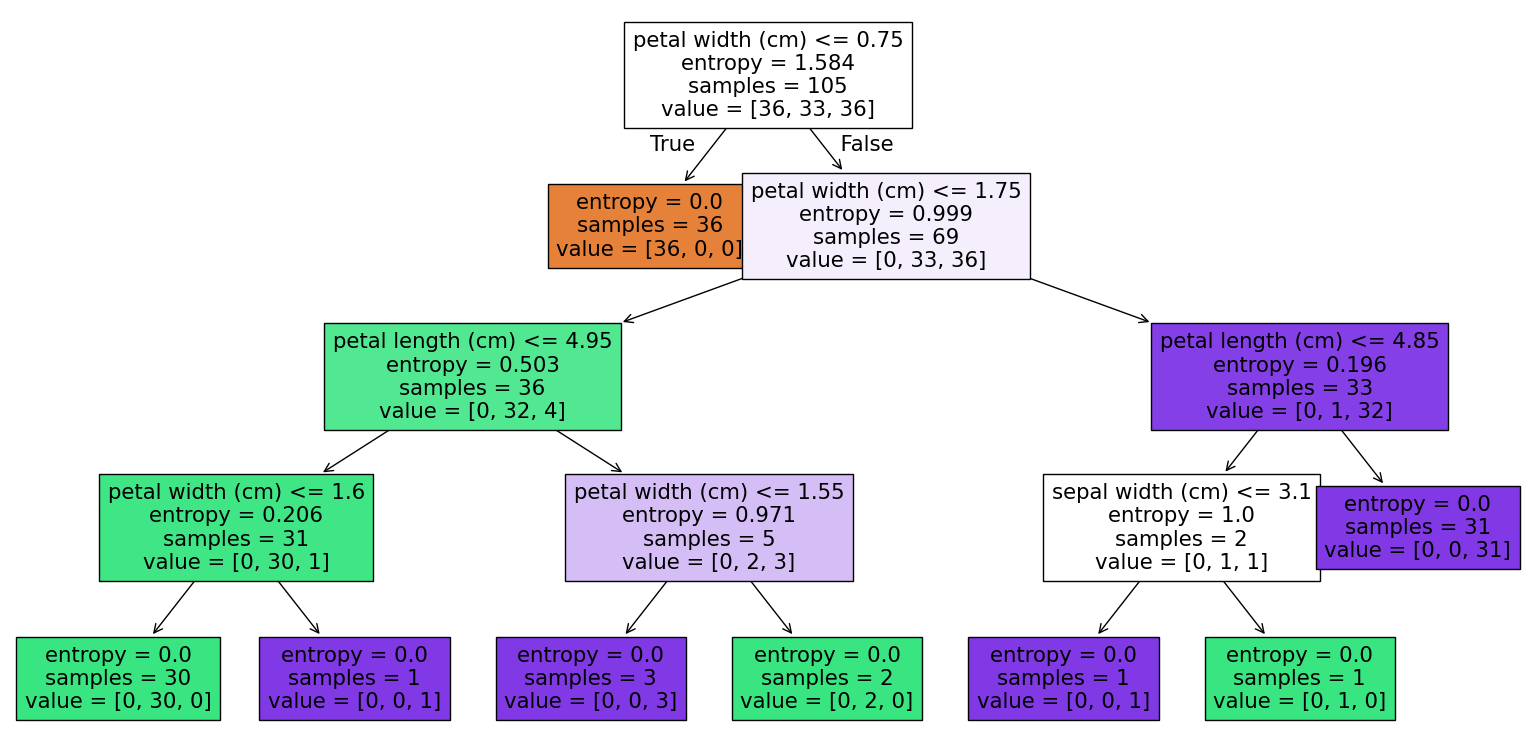 petal width (cm) <= 0.75
entropy = 1.584
samples = 105
value = [36, 33, 36]
True
False
entropy = 0.0
samples = 36
value = [36, 0, 0]
petal width (cm) <= 1.75
entropy = 0.999
samples = 69
value = [0, 33, 36]
petal length (cm) <= 4.95
entropy = 0.503
samples = 36
value = [0, 32, 4]
petal length (cm) <= 4.85
entropy = 0.196
samples = 33
value = [0, 1, 32]
petal width (cm) <= 1.6
entropy = 0.206
samples = 31
value = [0, 30, 1]
petal width (cm) <= 1.55
entropy = 0.971
samples = 5
value = [0, 2, 3]
sepal width (cm) <= 3.1
entropy = 1.0
samples = 2
value = [0, 1, 1]
entropy = 0.0
samples = 31
value = [0, 0, 31]
entropy = 0.0
samples = 30
value = [0, 30, 0]
entropy = 0.0
samples = 1
value = [0, 0, 1]
entropy = 0.0
samples = 3
value = [0, 0, 3]
entropy = 0.0
samples = 2
value = [0, 2, 0]
entropy = 0.0
samples = 1
value = [0, 0, 1]
entropy = 0.0
samples = 1
value = [0, 1, 0]